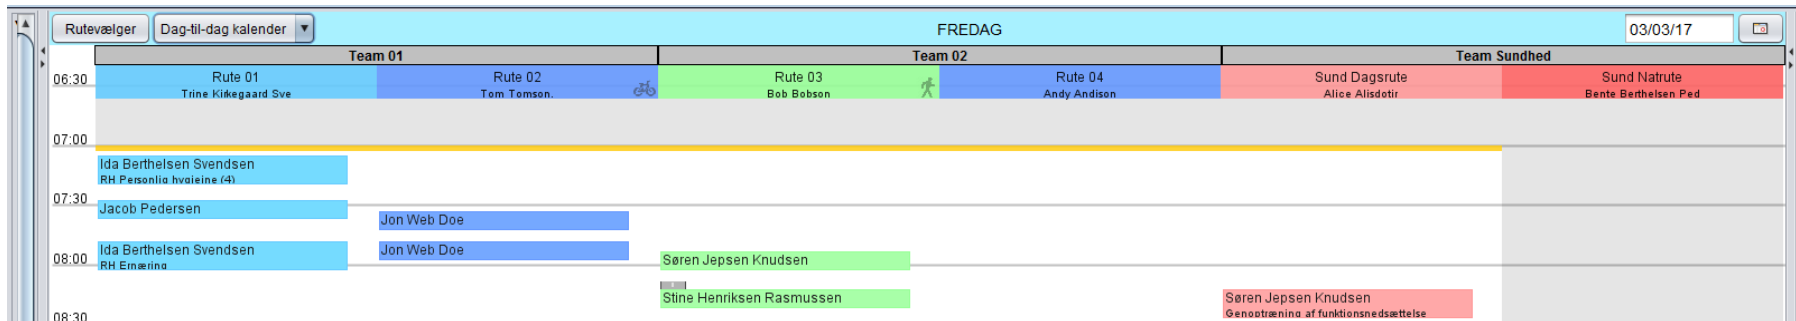 Rutevælger Dag-til-dag kalender FREDAG 03/03/17
Team 01 Team 02 Team Sundhed
06:30 Rute 01 Rute 02 Rute 03 Rute 04 Sund Dagsrute Sund Natrute
Trine Kirkegaard Sve Tom Tomson. Bob Bobson Andy Andison Alice Alisdotir Bente Berthelsen Ped
07:00
Ida Berthelsen Svendsen
RH Personlig hygiejne (4)
07:30
Jacob Pedersen
Jon Web Doe
Ida Berthelsen Svendsen Jon Web Doe
08:00 RH Ernæring Søren Jepsen Knudsen
Stine Henriksen Rasmussen Søren Jepsen Knudsen
Genoptræning af funktionsnedsættelse
08:30